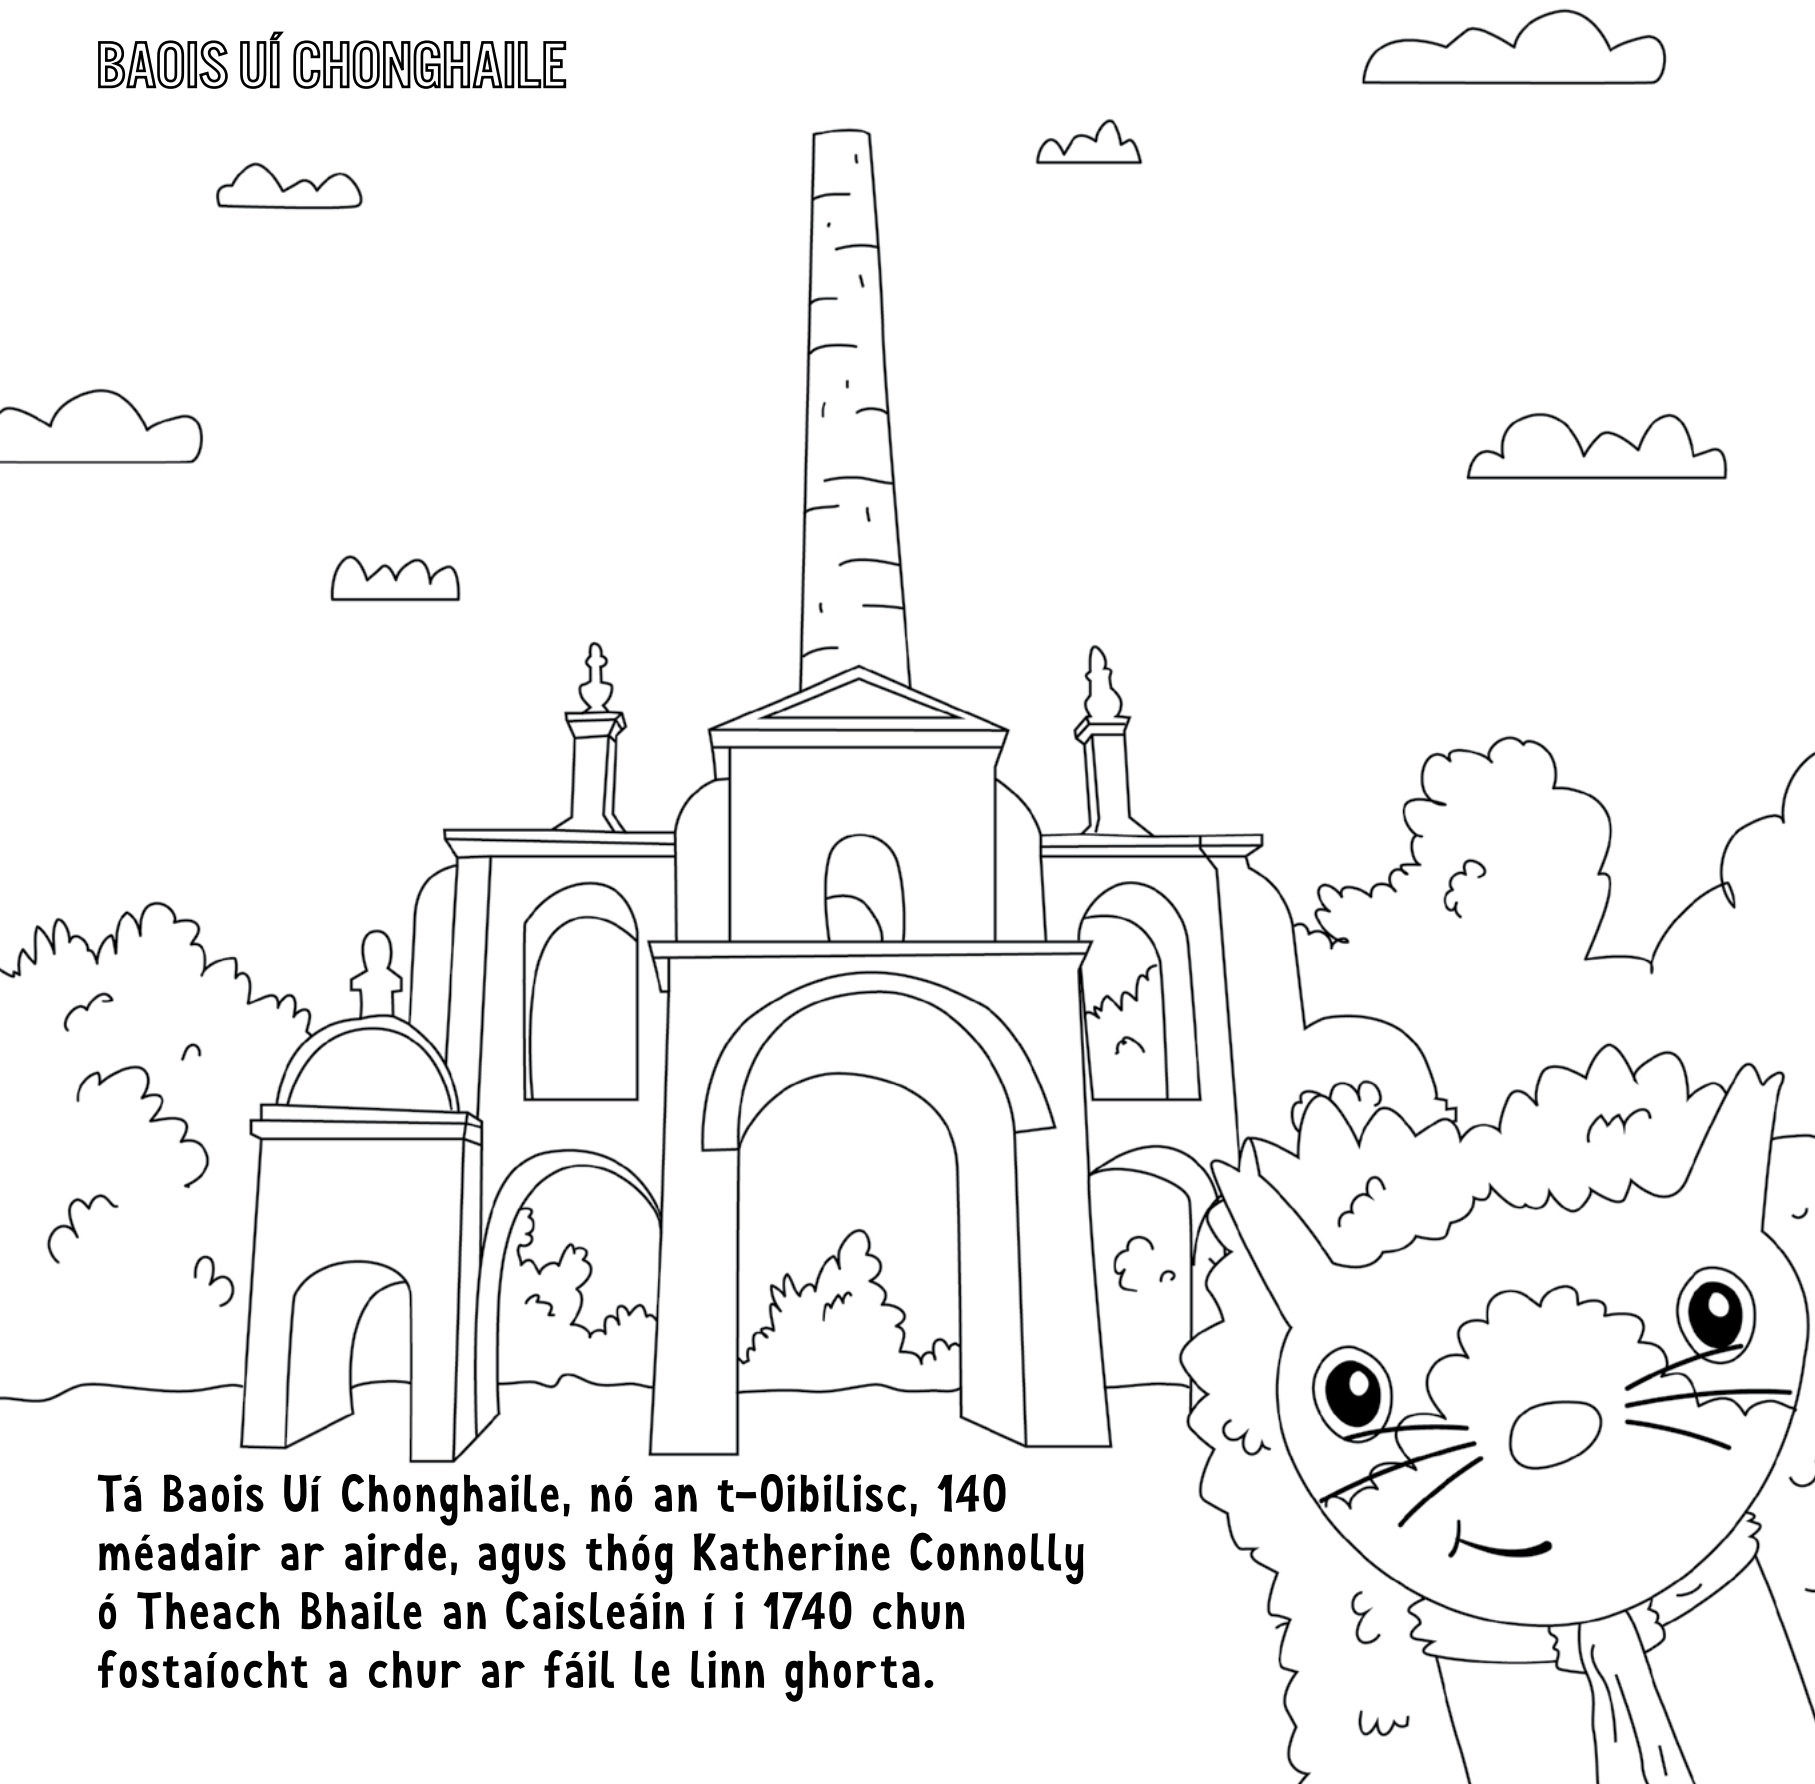 BAOIS UÍ CHONGHAILE
Tá Baois Uí Chonghaile, nó an t-Oibilisc, 140
méadair ar airde, agus thóg Katherine Connolly
ó Theach Bhaile an Caisleáin í i 1740 chun
fostaíocht a chur ar fáil le linn ghorta.